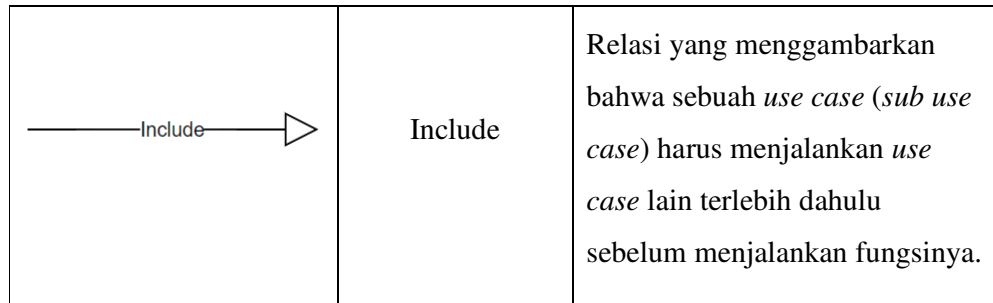 Include
Include
Relasi yang menggambarkan
bahwa sebuah use case (sub use
case) harus menjalankan use
case lain terlebih dahulu
sebelum menjalankan fungsinya.